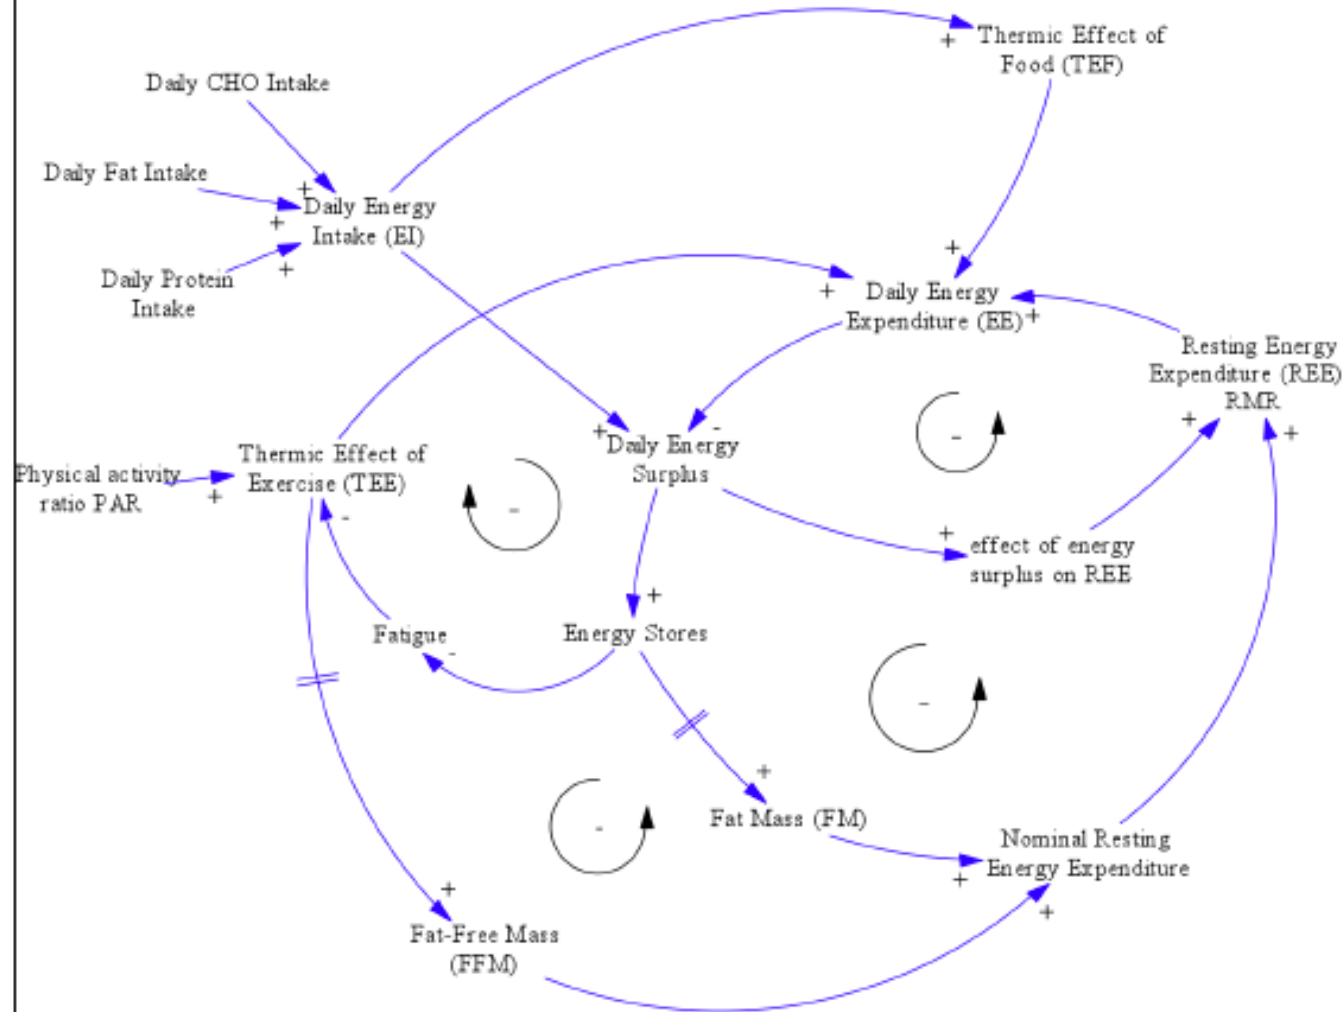 Thermic Effect of
Food (TEF)
+
Daily CHO Intake
Daily Fat Intake
+
Daily Energy
Intake (EI)
+
+
Daily Protein
Intake
+
Daily Energy
Expenditure (EE)
+
+
Resting Energy
Expenditure (REE)
RMR
+
+
-
+
Daily Energy
Surplus
-
Thermic Effect of
Exercise (TEE)
Physical activity
ratio PAR
+
-
-
+
effect of energy
surplus on REE
+
Fatigue
-
Energy Stores
-
+
Fat Mass (FM)
-
Nominal Resting
Energy Expenditure
+
+
+
Fat-Free Mass
(FFM)